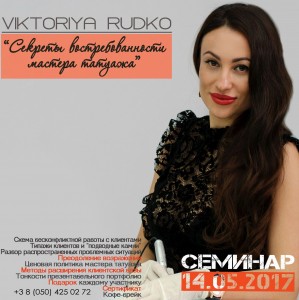 VIKTORIYA RUDKO
"Секреты востребованности
мастера татуажа"
Схема бесконфликтной работы с клиентами
Типажи клиентов и "подводные камни"
Разбор распространенных проблемных ситуаций
Преодоление возражений
Ценовая политика мастера татуажа
Методы расширения клиентской базы
Тонкости презентабельного портфолио
Подарок каждому участнику
Сертификат
Кофе-брейк
+3 8 (050) 425 02 72
СЕМИНАР
14.05.2017